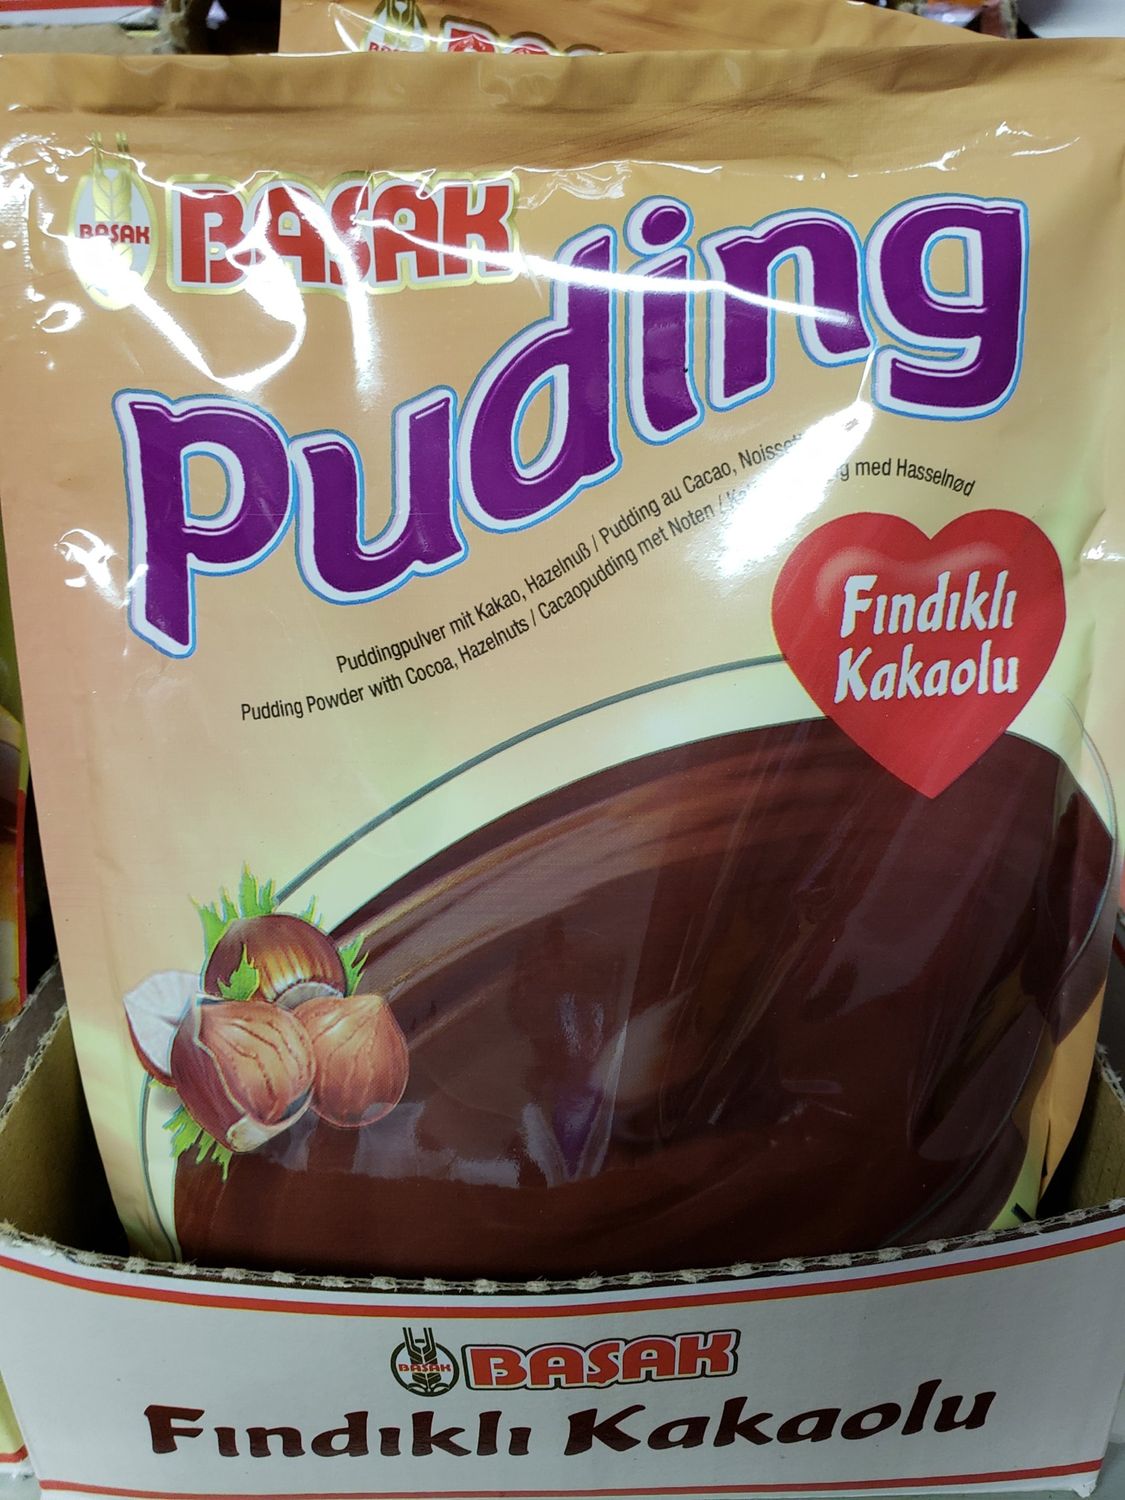 BAŞAK
BAŞAK
Puding
Puddingpulver mit Kakao, Hazelnuß / Pudding au Cacao, med Hasselnød
Pudding Powder with Cocoa, Hazelnuts / Cacaopudding met Noten /
Fındıklı
Kakaolu
BAŞAK
BAŞAK
Fındıklı Kakaolu